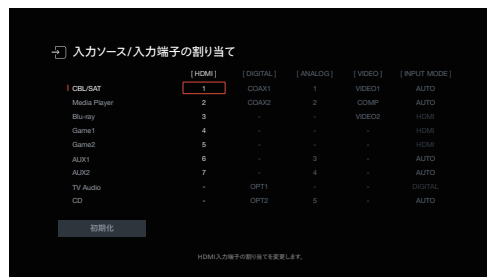 入力ソース/入力端子の割り当て
[ HDMI ] [ DIGITAL ] [ ANALOG ] [ VIDEO ] [ INPUT MODE ]
CBL/SAT 1 COAX1 1 VIDEO1 AUTO
Media Player 2 COAX2 2 COMP AUTO
Blu-ray 3 - - VIDEO2 HDMI
Game1 4 - - - HDMI
Game2 5 - - - HDMI
AUX1 6 - 3 - AUTO
AUX2 7 - 4 - AUTO
TV Audio - OPT1 - - DIGITAL
CD - OPT2 5 - AUTO
初期化
HDMI入力端子の割り当てを変更します。